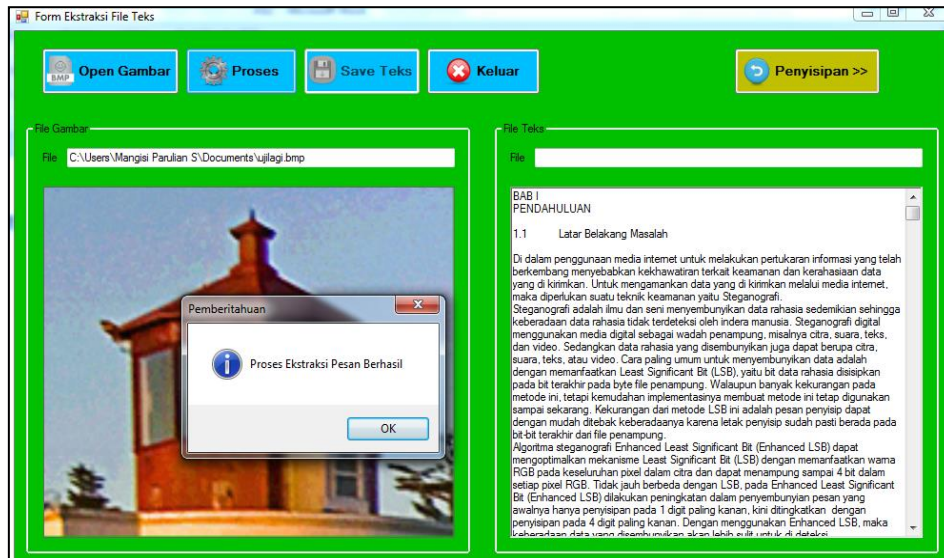 Form Ekstraksi File Teks
BMP
Open Gambar
Proses
Save Teks
Keluar
Penyisipan >>
File Gambar
File C:\Users\Mangisi Parulian S\Documents\ujilagi.bmp
Pemberitahuan
Proses Ekstraksi Pesan Berhasil
OK
File Teks
File
BAB I
PENDAHULUAN
1.1 Latar Belakang Masalah
Di dalam penggunaan media internet untuk melakukan pertukaran informasi yang telah
berkembang menyebabkan kekhawatiran terkait keamanan dan kerahasiaan data
yang di kirimkan. Untuk mengamankan data yang di kirimkan melalui media internet,
maka diperlukan suatu teknik keamanan yaitu Steganografi.
Steganografi adalah ilmu dan seni menyembunyikan data rahasia sedemikian sehingga
keberadaan data rahasia tidak terdeteksi oleh indera manusia. Steganografi digital
menggunakan media digital sebagai wadah penampung, misalnya citra, suara, teks,
dan video. Sedangkan data rahasia yang disembunyikan juga dapat berupa citra,
suara, teks, atau video. Cara paling umum untuk menyembunyikan data adalah
dengan memanfaatkan Least Significant Bit (LSB), yaitu bit data rahasia disisipkan
pada bit terakhir pada byte file penampung. Walaupun banyak kekurangan pada
metode ini, tetapi kemudahan implementasinya membuat metode ini tetap digunakan
sampai sekarang. Kekurangan dari metode LSB ini adalah pesan penyisip dapat
dengan mudah ditebak keberadaanya karena letak penyisip sudah pasti berada pada
bit-bit terakhir dari file penampung.
Algoritma steganografi Enhanced Least Significant Bit (Enhanced LSB) dapat
mengoptimalkan mekanisme Least Significant Bit (LSB) dengan memanfaatkan warna
RGB pada keseluruhan pixel dalam citra dan dapat menampung sampai 4 bit dalam
setiap pixel RGB. Tidak jauh berbeda dengan LSB, pada Enhanced Least Significant
Bit (Enhanced LSB) dilakukan peningkatan dalam penyembunyian pesan yang
awalnya hanya penyisipan pada 1 digit paling kanan, kini ditingkatkan dengan
penyisipan pada 4 digit paling kanan. Dengan menggunakan Enhanced LSB, maka
keberadaan data yang disembunyikan akan lebih sulit untuk di deteksi.